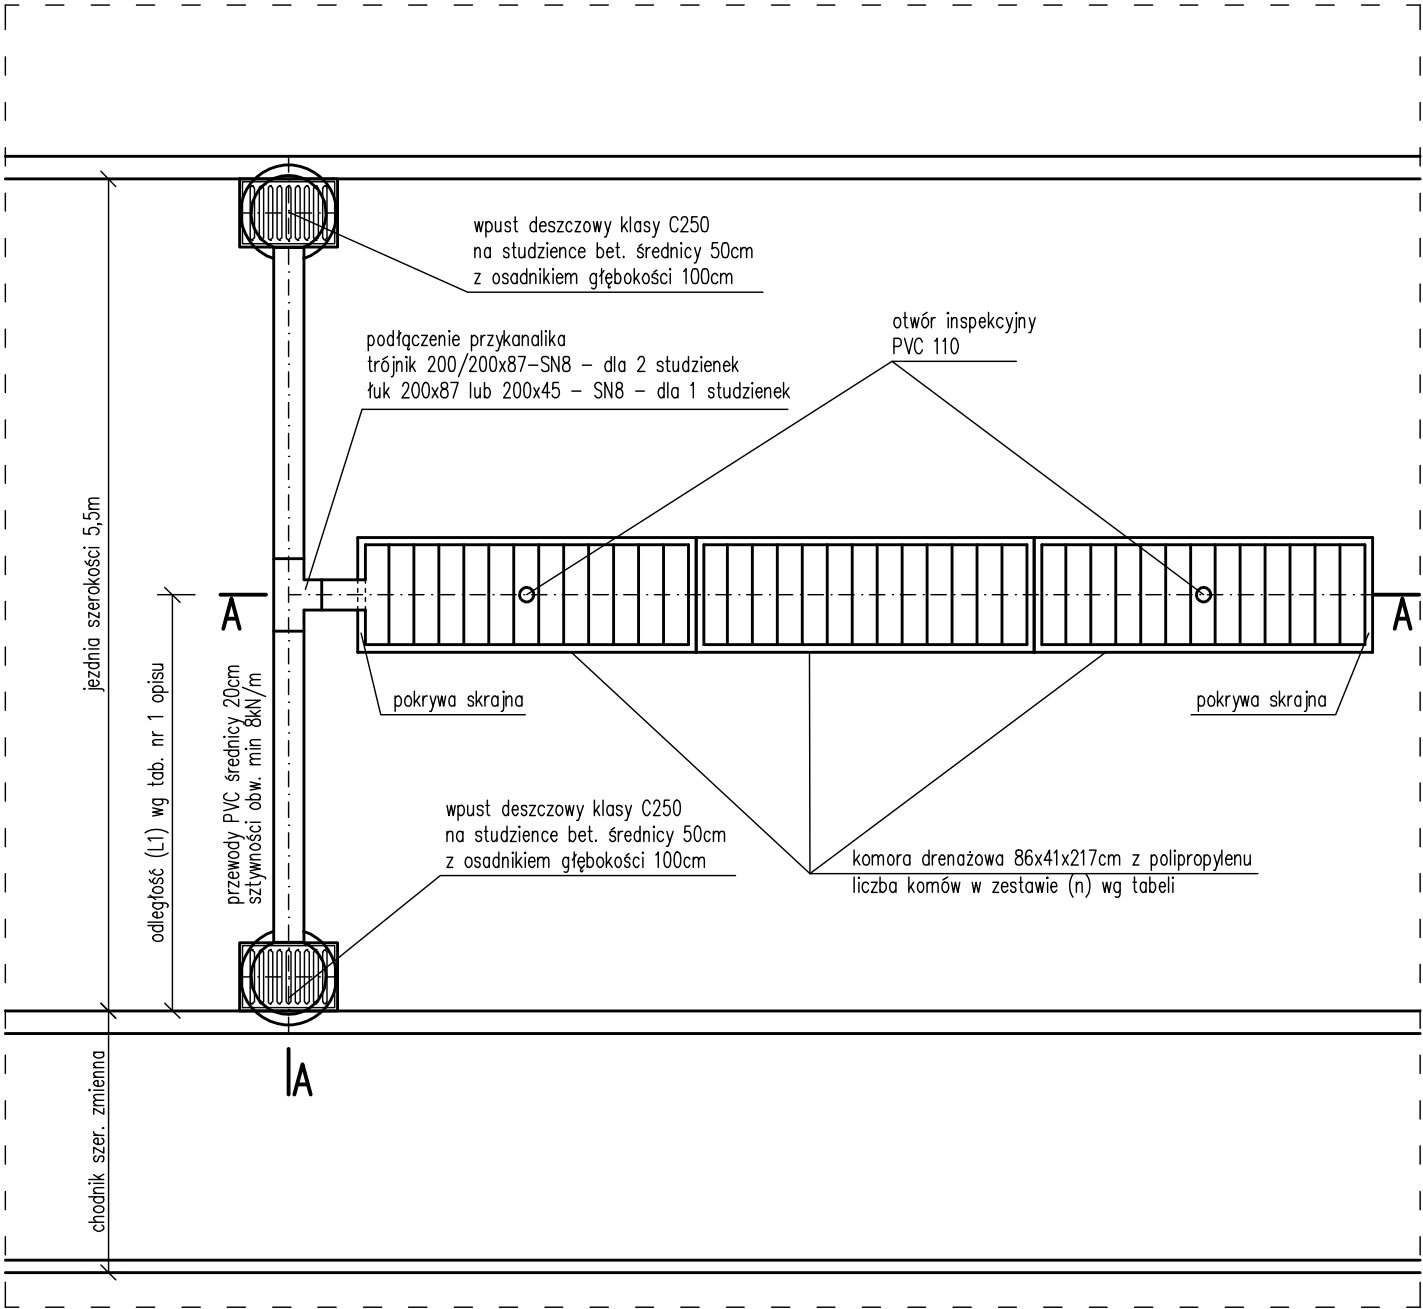 wpust deszczowy klasy C250
na studzience bet. średnicy 50cm
z osadnikiem głębokości 100cm
podłączenie przykanalika
trójnik 200/200x87-SN8 - dla 2 studzienek
łuk 200x87 lub 200x45 - SN8 - dla 1 studzienek
otwór inspekcyjny
PVC 110
jezdnia szerokości 5,5m
A
A
odległość (L1) wg tab. nr 1 opisu
przewody PVC średnicy 20cm
sztywności obw. min 8kN/m
pokrywa skrajna
pokrywa skrajna
wpust deszczowy klasy C250
na studzience bet. średnicy 50cm
z osadnikiem głębokości 100cm
komora drenażowa 86x41x217cm z polipropylenu
liczba komów w zestawie (n) wg tabeli
A
chodnik szer. zmienna